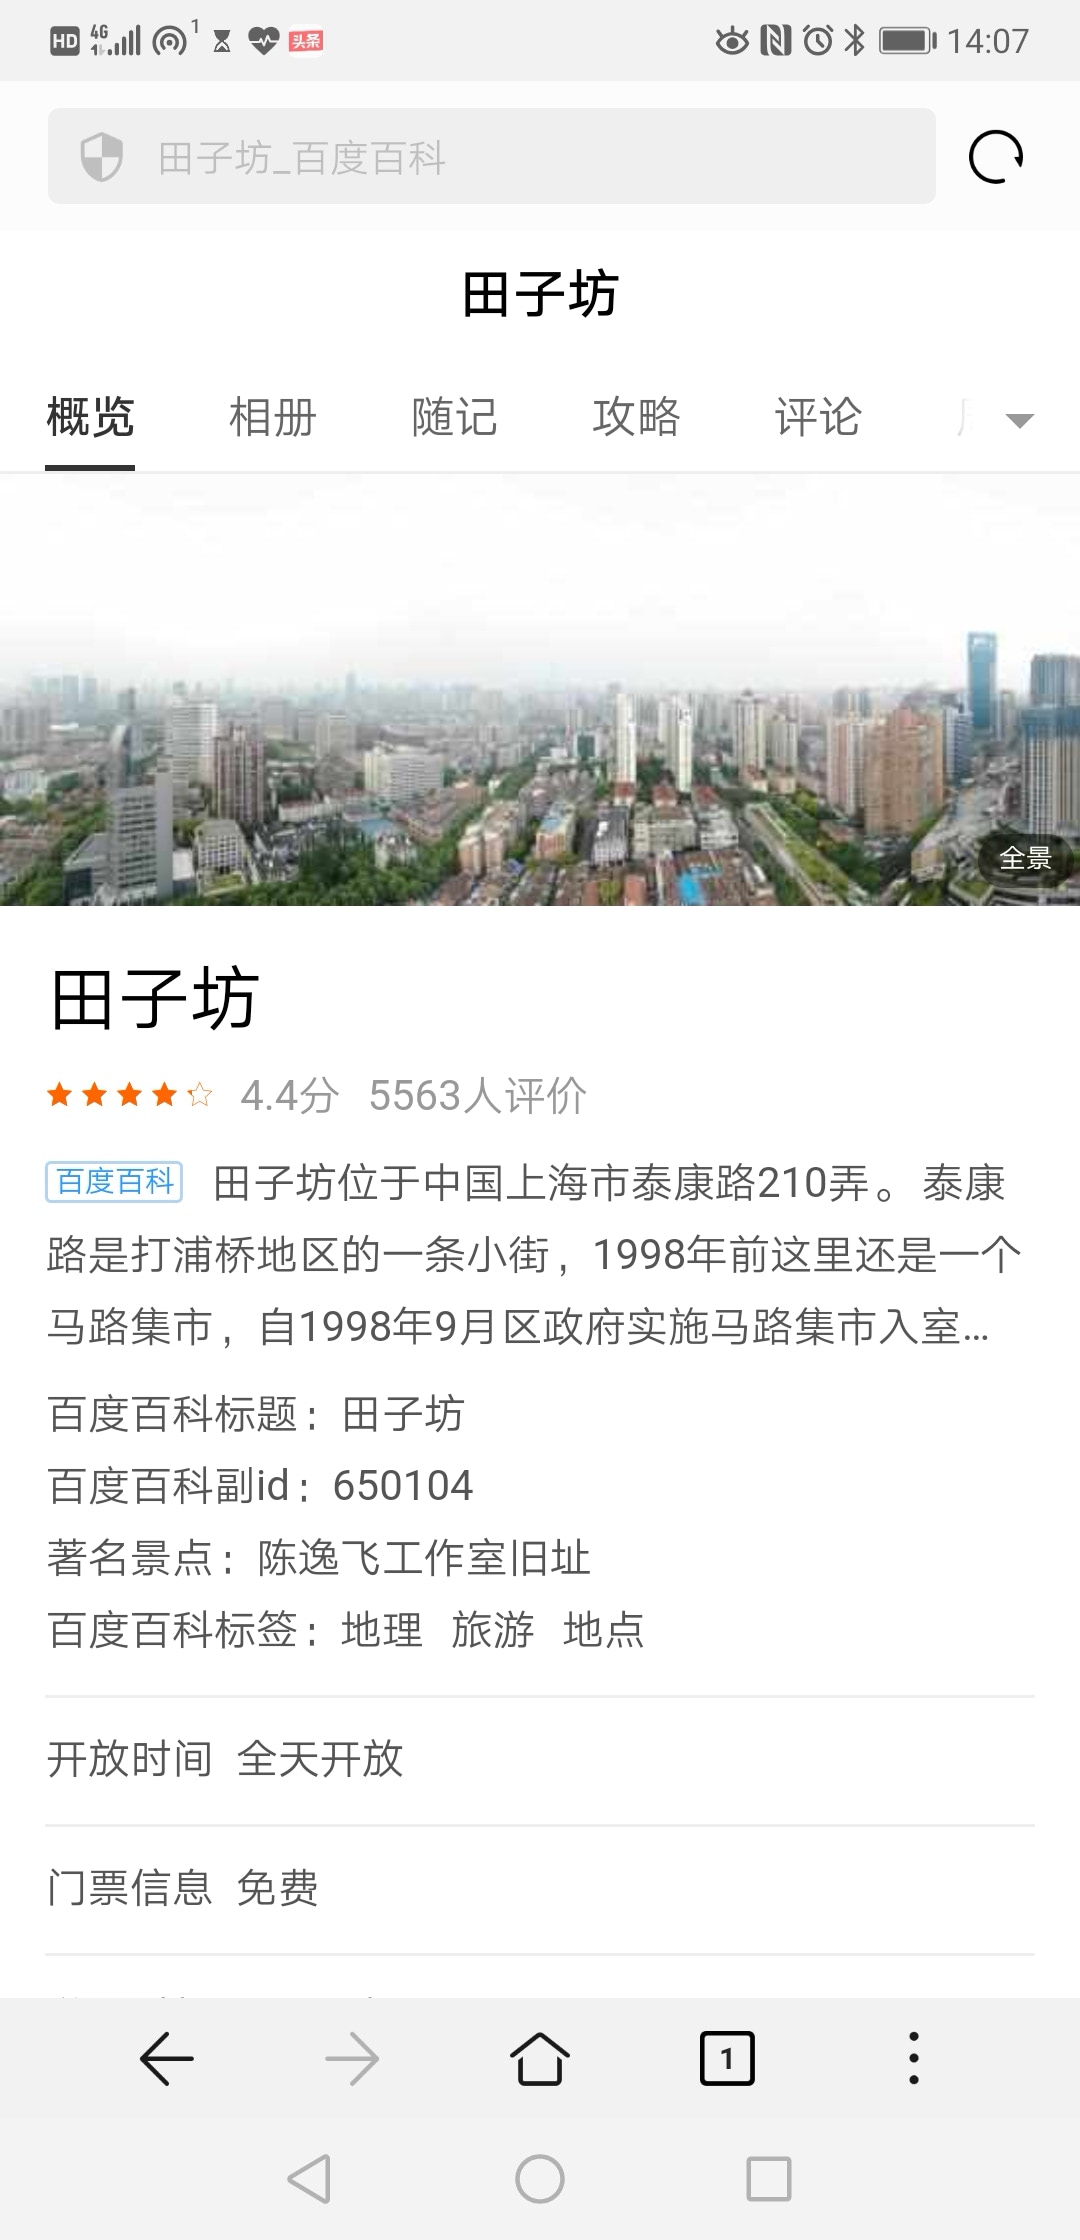 HD 4G 1 头条 14:07
田子坊_百度百科
田子坊
概览 相册 随记 攻略 评论
全景
田子坊
4.4分 5563人评价
百度百科 田子坊位于中国上海市泰康路210弄。泰康
路是打浦桥地区的一条小街，1998年前这里还是一个
马路集市，自1998年9月区政府实施马路集市入室...
百度百科标题：田子坊
百度百科副id：650104
著名景点：陈逸飞工作室旧址
百度百科标签：地理 旅游 地点
开放时间 全天开放
门票信息 免费
1